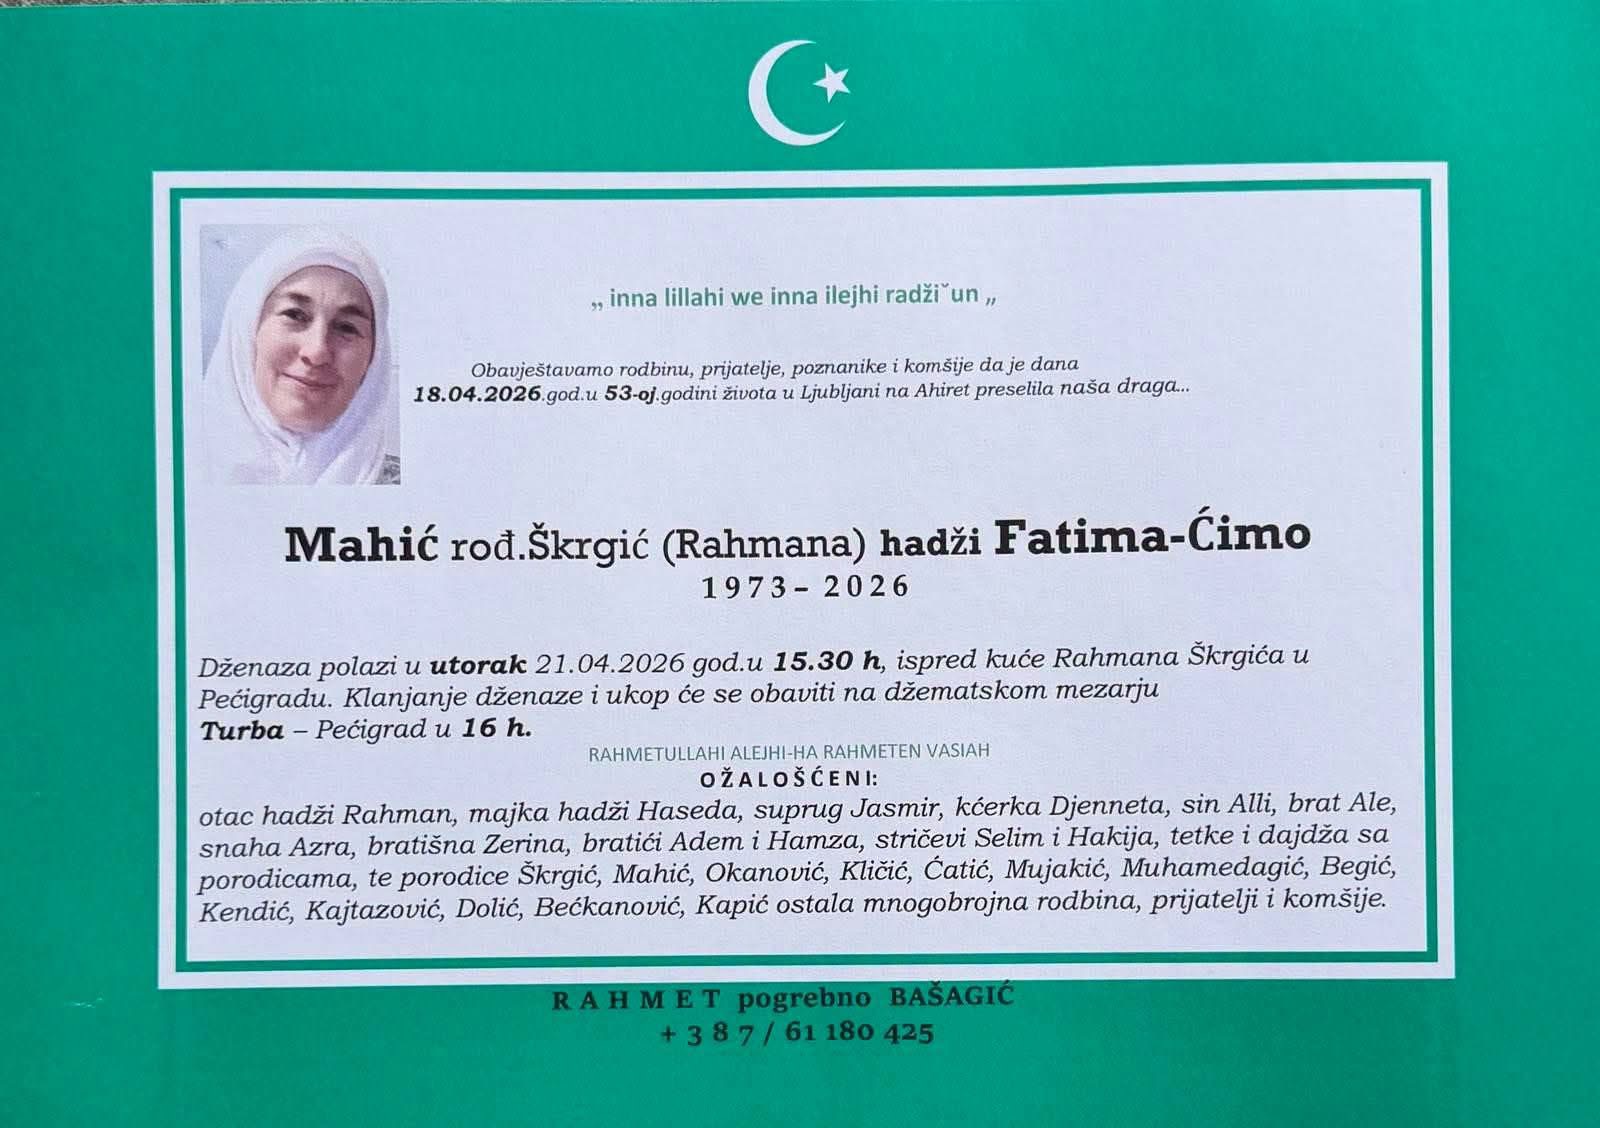 „ inna lillahi we inna ilejhi radžiˇun „
Obavještavamo rodbinu, prijatelje, poznanike i komšije da je dana
18.04.2026.god.u 53-oj.godini života u Ljubljani na Ahiret preselila naša draga...
Mahić rođ.Škrgić (Rahmana) hadži Fatima-Ćimo
1973– 2026
Dženaza polazi u utorak 21.04.2026 god.u 15.30 h, ispred kuće Rahmana Škrgića u
Pećigradu. Klanjanje dženaze i ukop će se obaviti na džematskom mezarju
Turba – Pećigrad u 16 h.
RAHMETULLAHI ALEJHI-HA RAHMETEN VASIAH
OŽALOŠĆENI:
otac hadži Rahman, majka hadži Haseda, suprug Jasmir, kćerka Djenneta, sin Alli, brat Ale,
snaha Azra, bratišna Zerina, bratići Adem i Hamza, stričevi Selim i Hakija, tetke i dajdža sa
porodicama, te porodice Škrgić, Mahić, Okanović, Kličić, Ćatić, Mujakić, Muhamedagić, Begić,
Kendić, Kajtazović, Dolić, Bećkanović, Kapić ostala mnogobrojna rodbina, prijatelji i komšije.
RAHMET pogrebno BAŠAGIĆ
+387/ 61 180 425